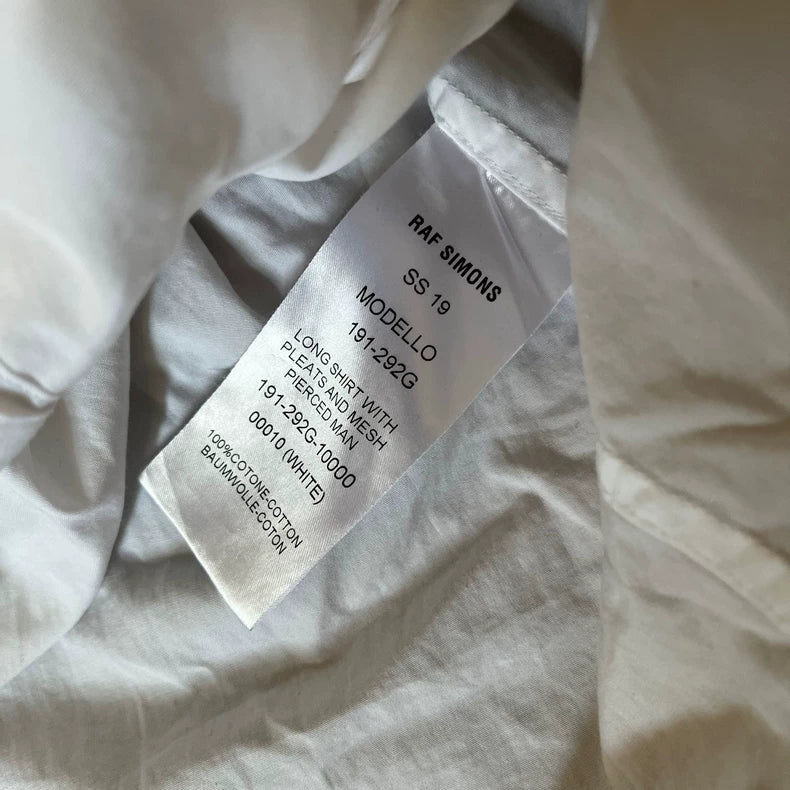 RAF SIMONS
SS 19
MODELLO
191-292G
LONG SHIRT WITH
PLEATS AND MESH
PIERCED MAN
191-292G-10000
00010 (WHITE)
100%COTONE-COTTON
BAUMWOLLE-COTON